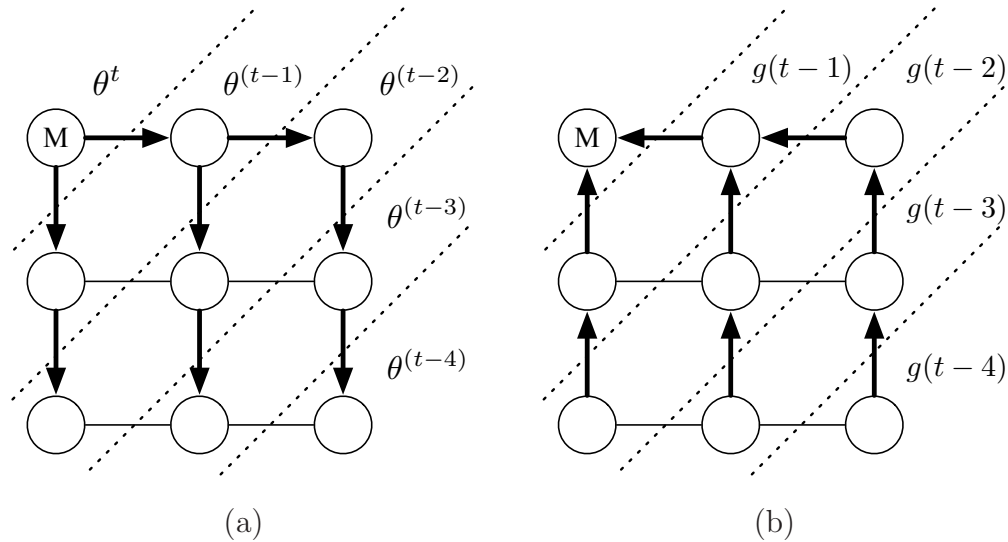 θ^t θ^(t−1) θ^(t−2)
M
θ^(t−3)
θ^(t−4)
(a)
g(t − 1) g(t − 2)
M
g(t − 3)
g(t − 4)
(b)